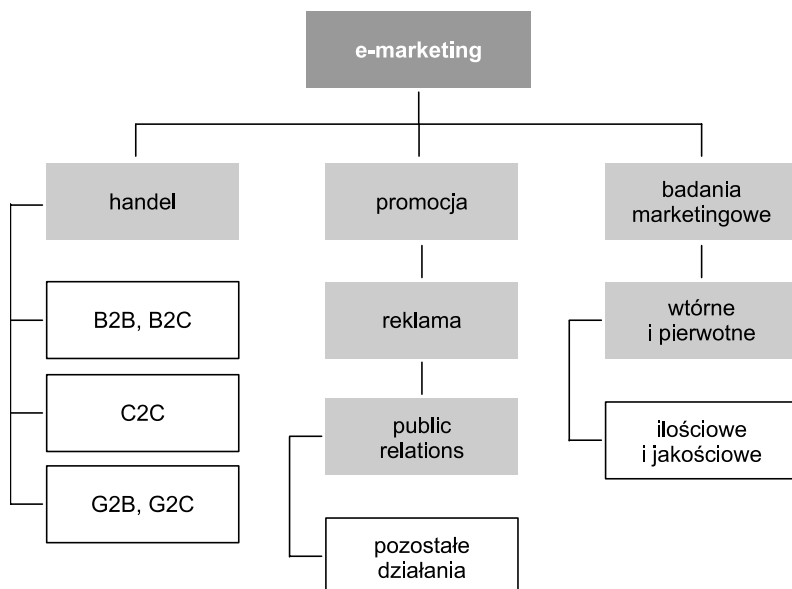 e-marketing
handel
promocja
badania
marketingowe
B2B, B2C
reklama
wtórne
i pierwotne
C2C
public
relations
ilościowe
i jakościowe
G2B, G2C
pozostałe
działania